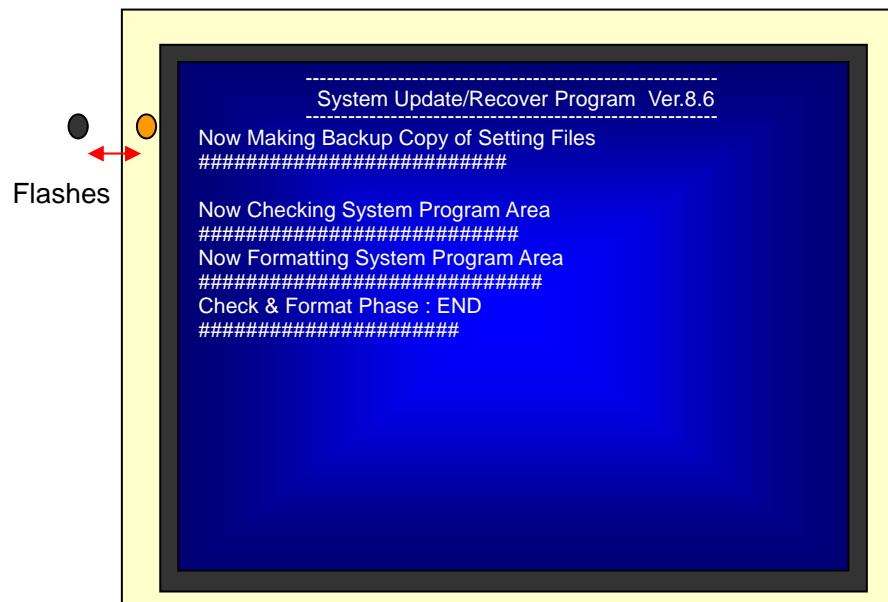 ----------------------------------------------------------
System Update/Recover Program Ver.8.6
----------------------------------------------------------
Now Making Backup Copy of Setting Files
##########################
Flashes
Now Checking System Program Area
###########################
Now Formatting System Program Area
#############################
Check & Format Phase : END
######################